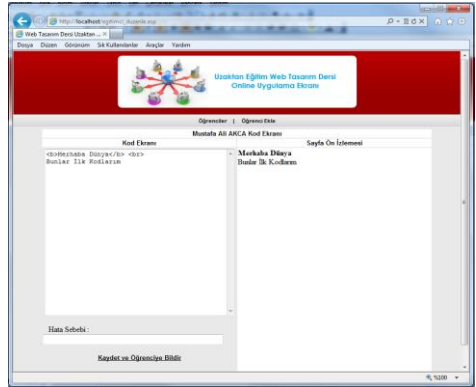 http://localhost/egitimci_duzenle.asp
Web Tasarım Dersi Uzaktan ...
Dosya Düzen Görünüm Sık Kullanılanlar Araçlar Yardım
Uzaktan Eğitim Web Tasarım Dersi
Online Uygulama Ekranı
Öğrenciler | Öğrenci Ekle
Mustafa Ali AKCA Kod Ekranı
Kod Ekranı Sayfa Ön İzlemesi
<b>Merhaba Dünya</b> <br>
Bunlar İlk Kodlarım
Merhaba Dünya
Bunlar İlk Kodlarım
Hata Sebebi :
Kaydet ve Öğrenciye Bildir
%100